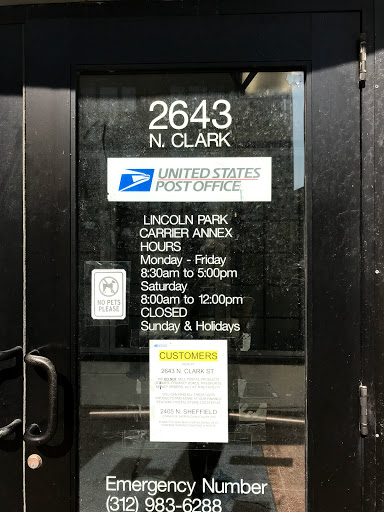 2643
N. CLARK
UNITED STATES
POST OFFICE
LINCOLN PARK
CARRIER ANNEX
HOURS
Monday - Friday
8:30am to 5:00pm
Saturday
8:00am to 12:00pm
CLOSED
Sunday & Holidays
NO PETS
PLEASE
CUSTOMERS
2643 N. CLARK ST.
2405 N. SHEFFIELD
Emergency Number
(312) 983-6288